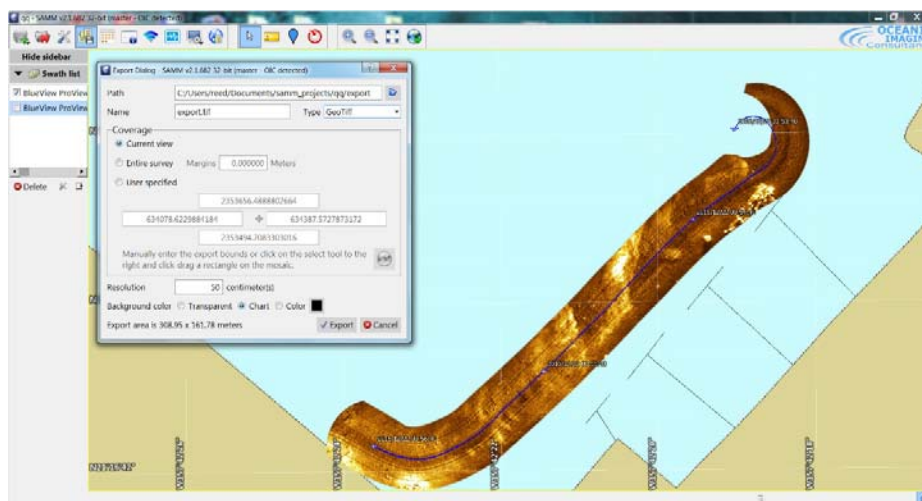 qq - SAMM v2.1.682 32-bit (master - OIC detected)
OCEANIC
IMAGING
Consultants
Hide sidebar
Swath list
BlueView ProView
BlueView ProView
Delete
Export Dialog - SAMM v2.1.682 32-bit (master - OIC detected)
Path C:/Users/reed/Documents/samm_projects/qq/export
Name export.tif Type GeoTiff
Coverage
Current view
Entire survey Margins 0.000000 Meters
User specified
2353656.4888802664
634078.6229884184 634387.5727873172
2353494.7083303016
Manually enter the export bounds or click on the select tool to the
right and click drag a rectangle on the mosaic.
Resolution 50 centimeter(s)
Background color Transparent Chart Color
Export area is 308.95 x 161.78 meters Export Cancel